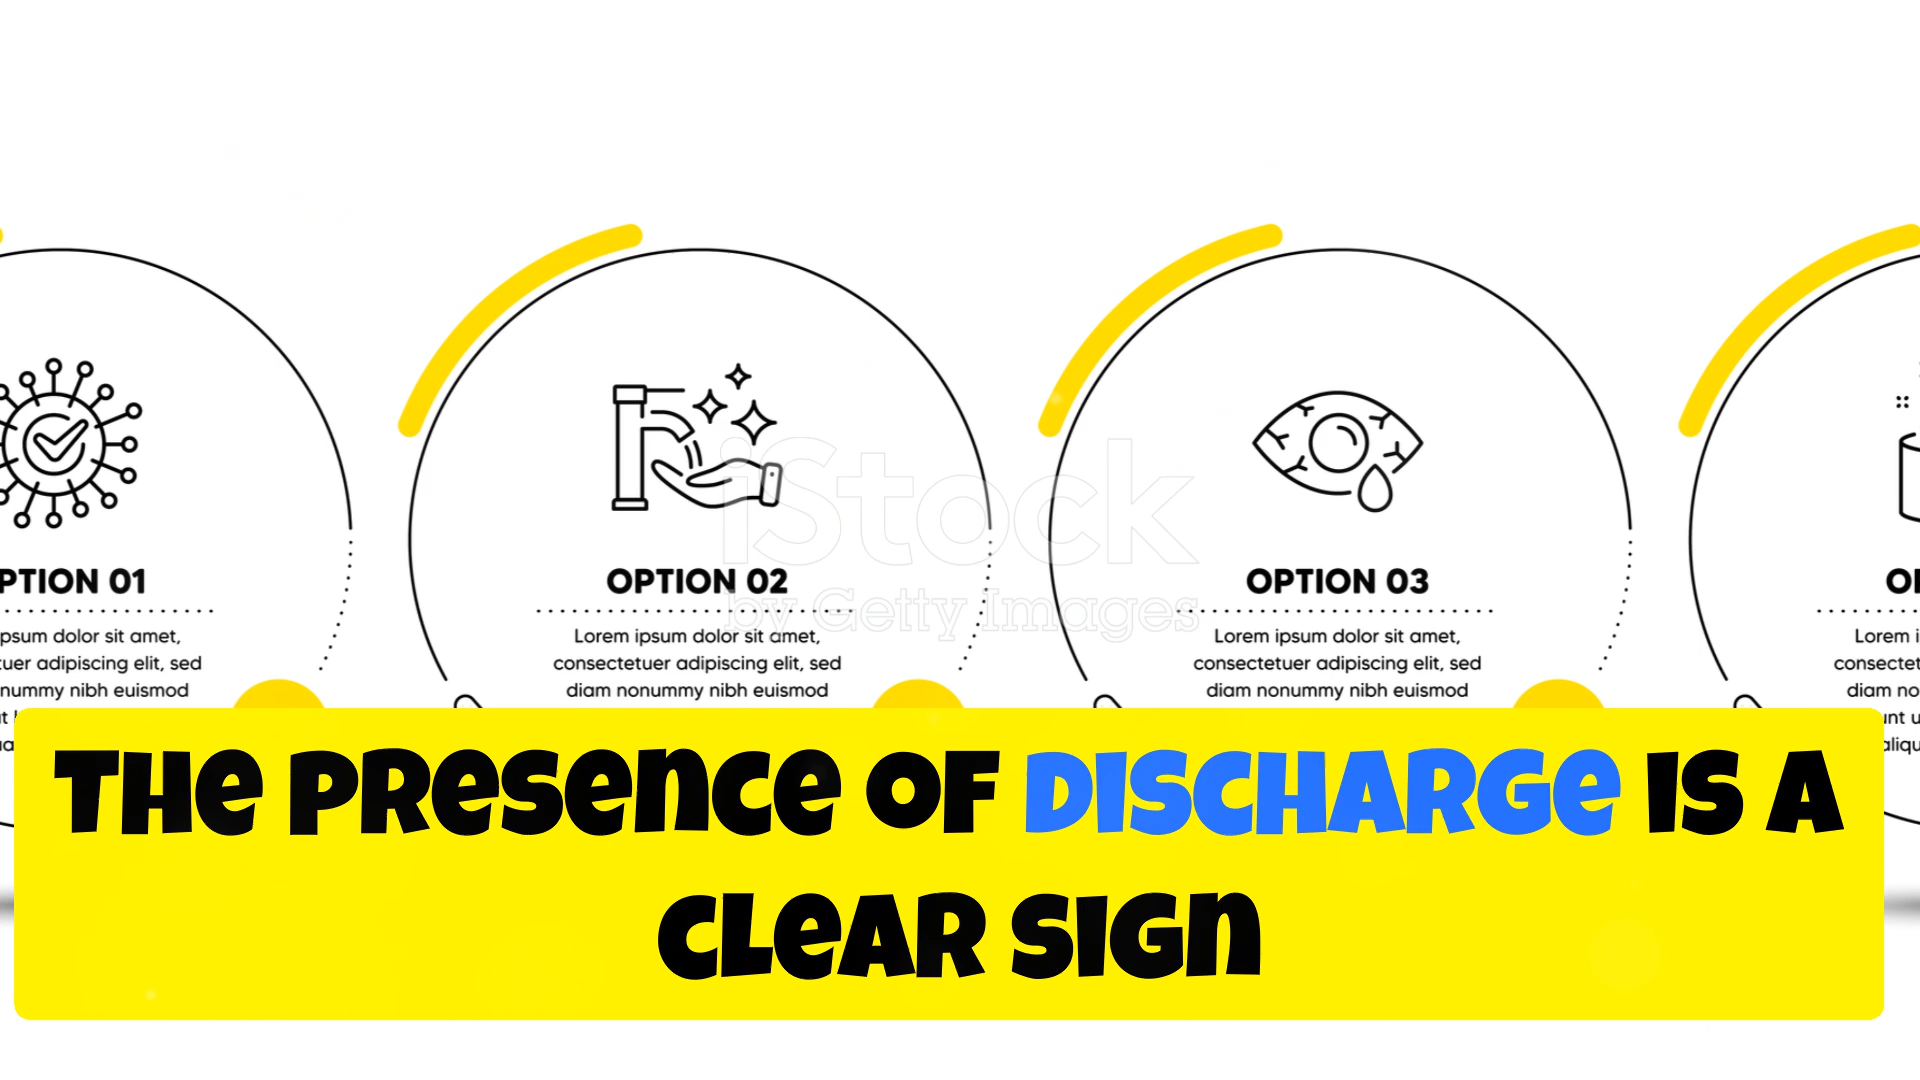 PTION 01
psum dolor sit amet,
tuer adipiscing elit, sed
nummy nibh euismod
OPTION 02
Lorem ipsum dolor sit amet,
consectetuer adipiscing elit, sed
diam nonummy nibh euismod
OPTION 03
Lorem ipsum dolor sit amet,
consectetuer adipiscing elit, sed
diam nonummy nibh euismod
Lorem i
consecte
diam no
unt u
aliqu
iStock
by Getty Images
THE PRESENCE OF DISCHARGE IS A
CLEAR SIGN